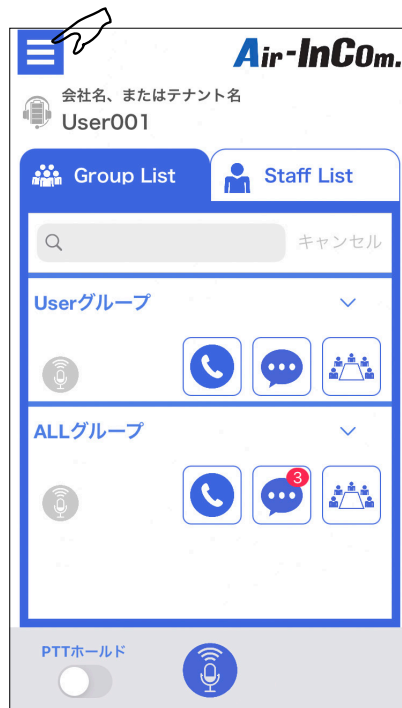 Air-InCom.
会社名、またはテナント名
User001
Group List
Staff List
キャンセル
Userグループ
ALLグループ
3
PTTホールド